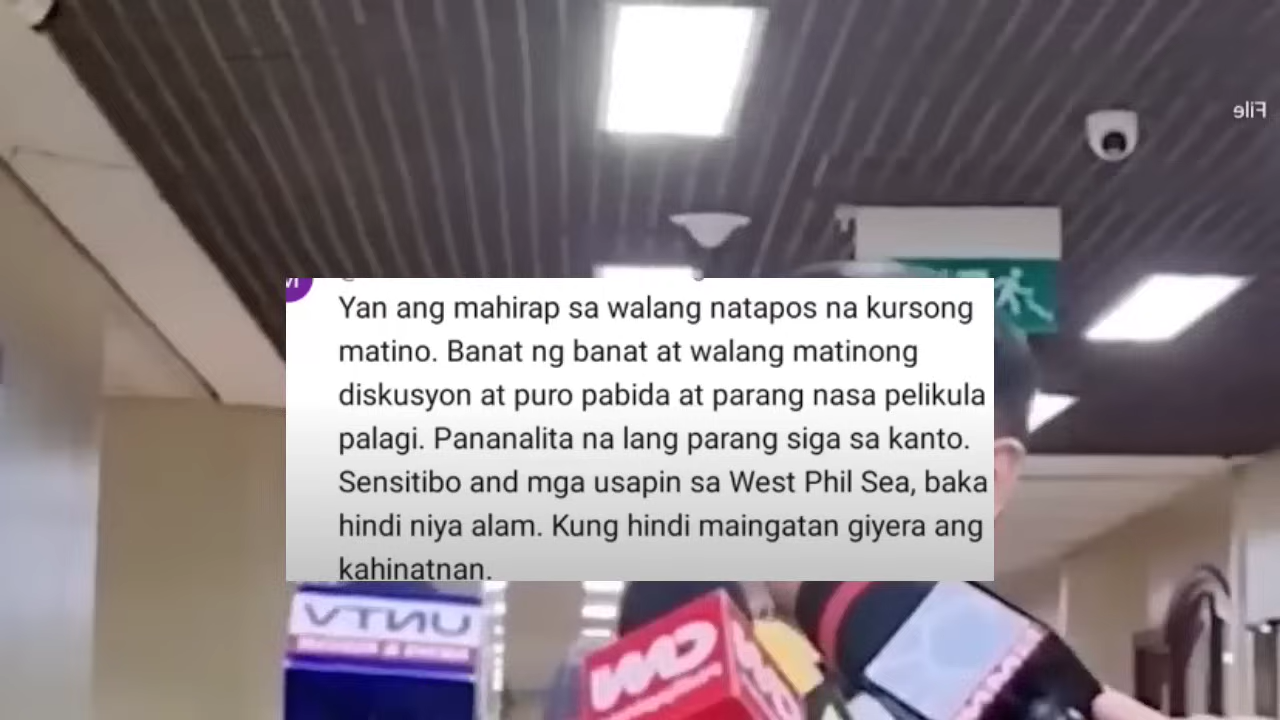 File
Yan ang mahirap sa walang natapos na kursong
matino. Banat ng banat at walang matinong
diskusyon at puro pabida at parang nasa pelikula
palagi. Pananalita na lang parang siga sa kanto.
Sensitibo and mga usapin sa West Phil Sea, baka
hindi niya alam. Kung hindi maingatan giyera ang
kahinatnan.
UNTV
CNN